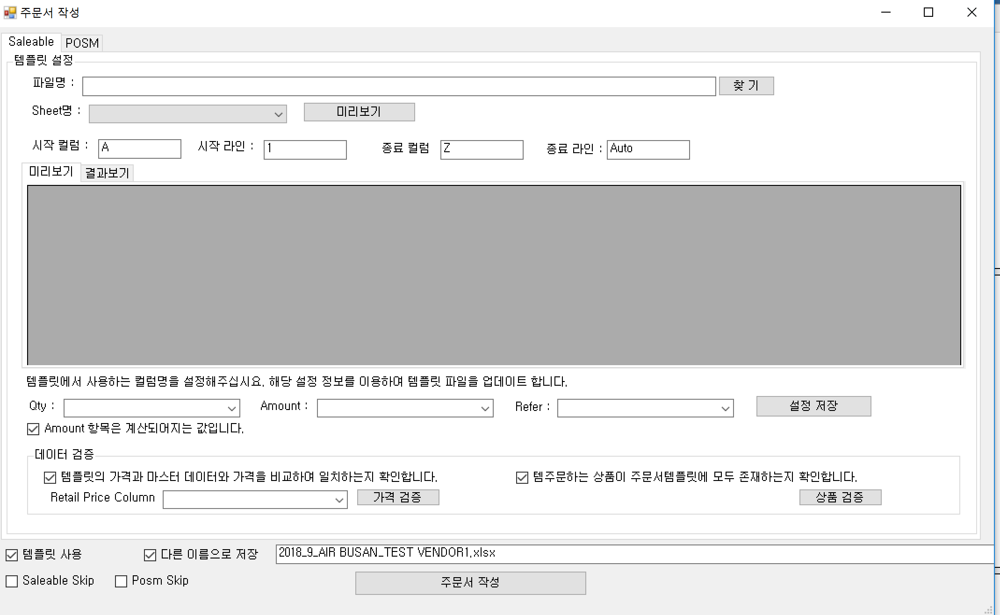 주문서 작성
Saleable POSM
템플릿 설정
파일명 : 찾 기
Sheet명 : 미리보기
시작 컬럼 : A 시작 라인 : 1 종료 컬럼 Z 종료 라인 : Auto
미리보기 결과보기
템플릿에서 사용하는 컬럼명을 설정해주십시요. 해당 설정 정보를 이용하여 템플릿 파일을 업데이트 합니다.
Qty : Amount : Refer : 설정 저장
Amount 항목은 계산되어지는 값입니다.
데이터 검증
템플릿의 가격과 마스터 데이터와 가격을 비교하여 일치하는지 확인합니다. 템주문하는 상품이 주문서템플릿에 모두 존재하는지 확인합니다.
Retail Price Column 가격 검증 상품 검증
템플릿 사용 다른 이름으로 저장 2018_9_AIR BUSAN_TEST VENDOR1.xlsx
Saleable Skip Posm Skip 주문서 작성